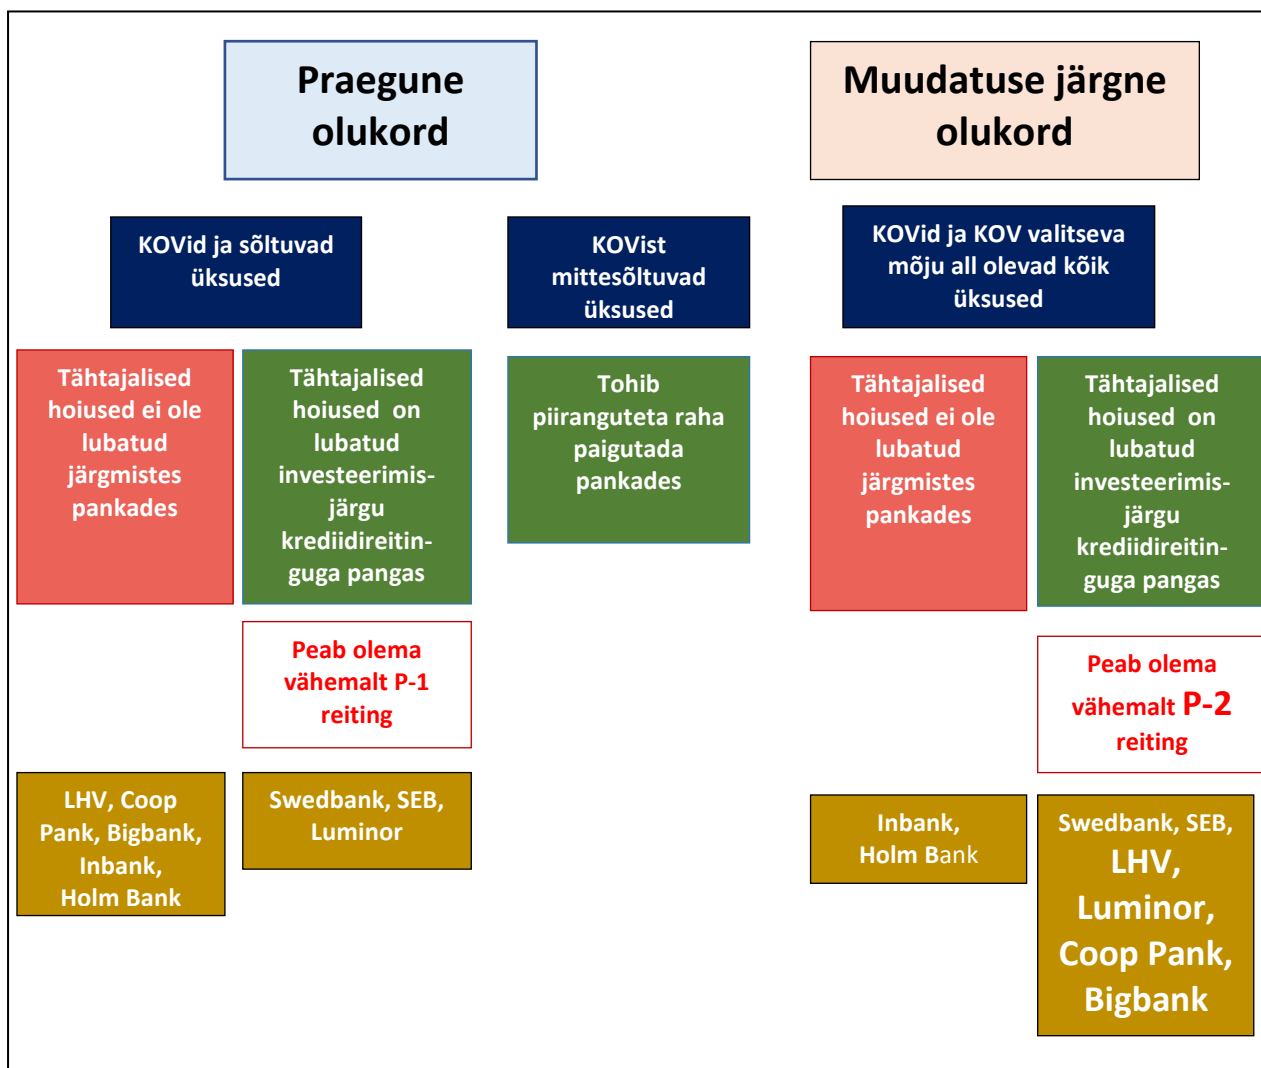 Praegune
olukord
Muudatuse järgne
olukord
KOVid ja sõltuvad
üksused
KOVist
mittesõltuvad
üksused
KOVid ja KOV valitseva
mõju all olevad kõik
üksused
Tähtajalised
hoiused ei ole
lubatud
järgmistes
pankades
Tähtajalised
hoiused on
lubatud
investeerimis-
järgu
krediidireitin-
guga pangas
Tohib
piiranguteta raha
paigutada
pankades
Tähtajalised
hoiused ei ole
lubatud
järgmistes
pankades
Tähtajalised
hoiused on
lubatud
investeerimis-
järgu
krediidireitin-
guga pangas
Peab olema
vähemalt P-1
reiting
Peab olema
vähemalt P-2
reiting
LHV, Coop
Pank, Bigbank,
Inbank,
Holm Bank
Swedbank, SEB,
Luminor
Inbank,
Holm Bank
Swedbank, SEB,
LHV,
Luminor,
Coop Pank,
Bigbank